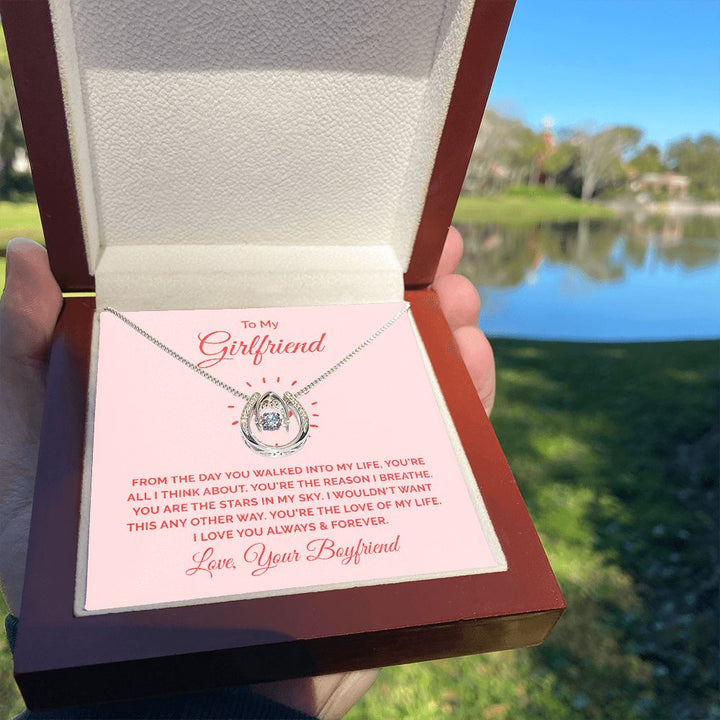 To My
Girlfriend
FROM THE DAY YOU WALKED INTO MY LIFE, YOU'RE
ALL I THINK ABOUT. YOU'RE THE REASON I BREATHE.
YOU ARE THE STARS IN MY SKY. I WOULDN'T WANT
THIS ANY OTHER WAY. YOU'RE THE LOVE OF MY LIFE.
I LOVE YOU ALWAYS & FOREVER.
Love, Your Boyfriend